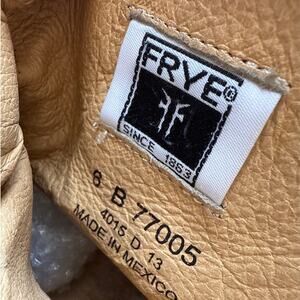 FRYE®
SINCE 1863
6 B 77005
4015 D 13
MADE IN MEXICO